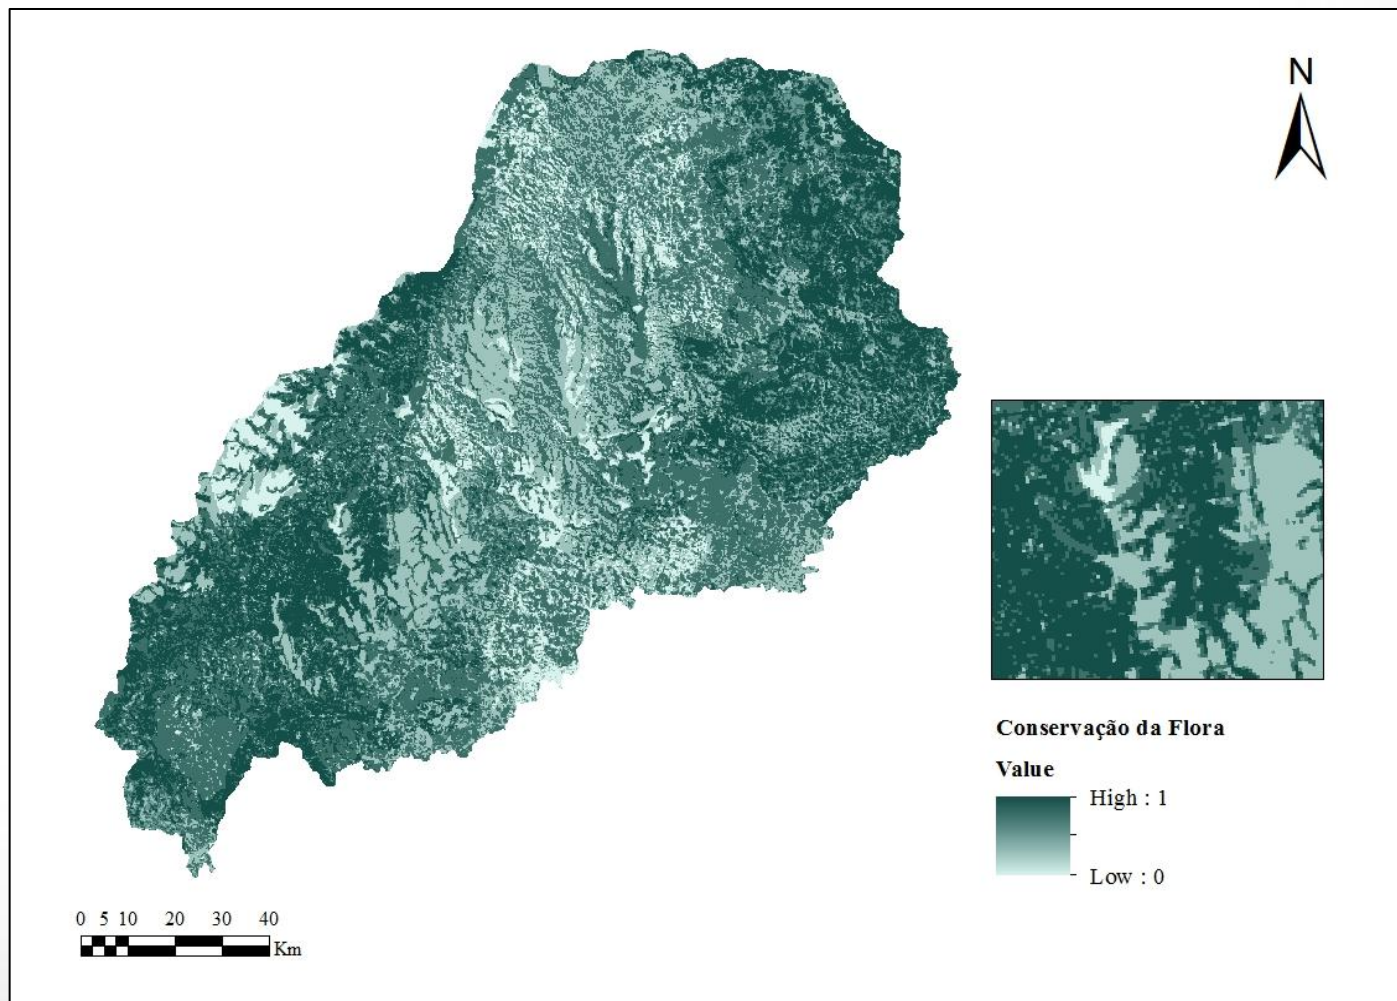 N
Conservação da Flora
Value
High : 1
Low : 0
0 5 10 20 30 40
Km